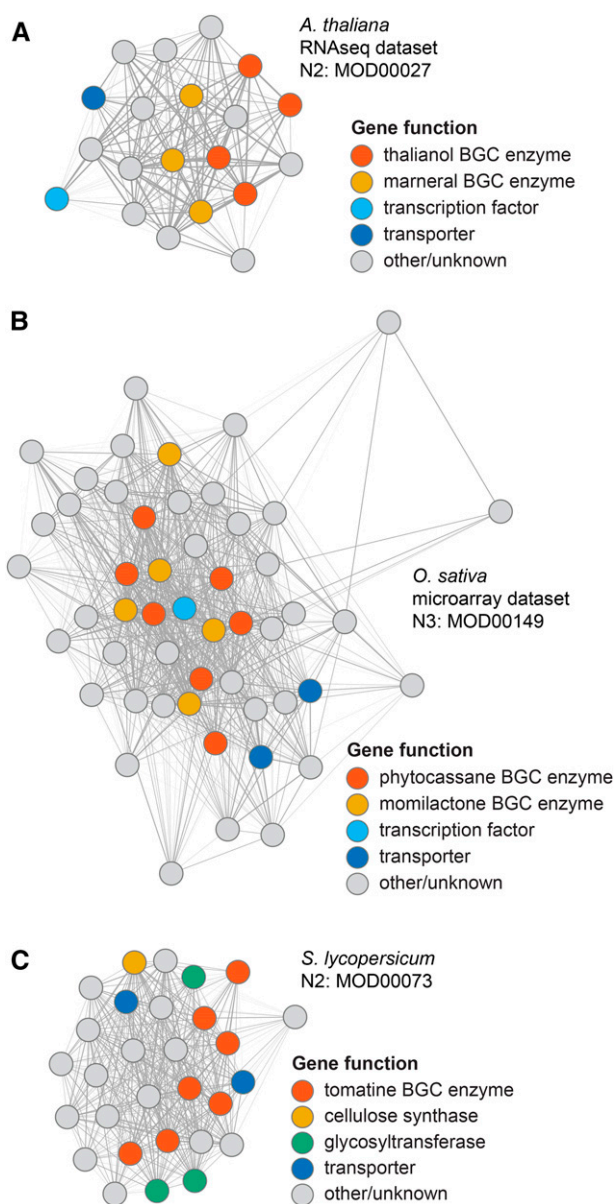 A
A. thaliana
RNAseq dataset
N2: MOD00027
Gene function
thalianol BGC enzyme
marneral BGC enzyme
transcription factor
transporter
other/unknown
B
O. sativa
microarray dataset
N3: MOD00149
Gene function
phytocassane BGC enzyme
momilactone BGC enzyme
transcription factor
transporter
other/unknown
C
S. lycopersicum
N2: MOD00073
Gene function
tomatine BGC enzyme
cellulose synthase
glycosyltransferase
transporter
other/unknown